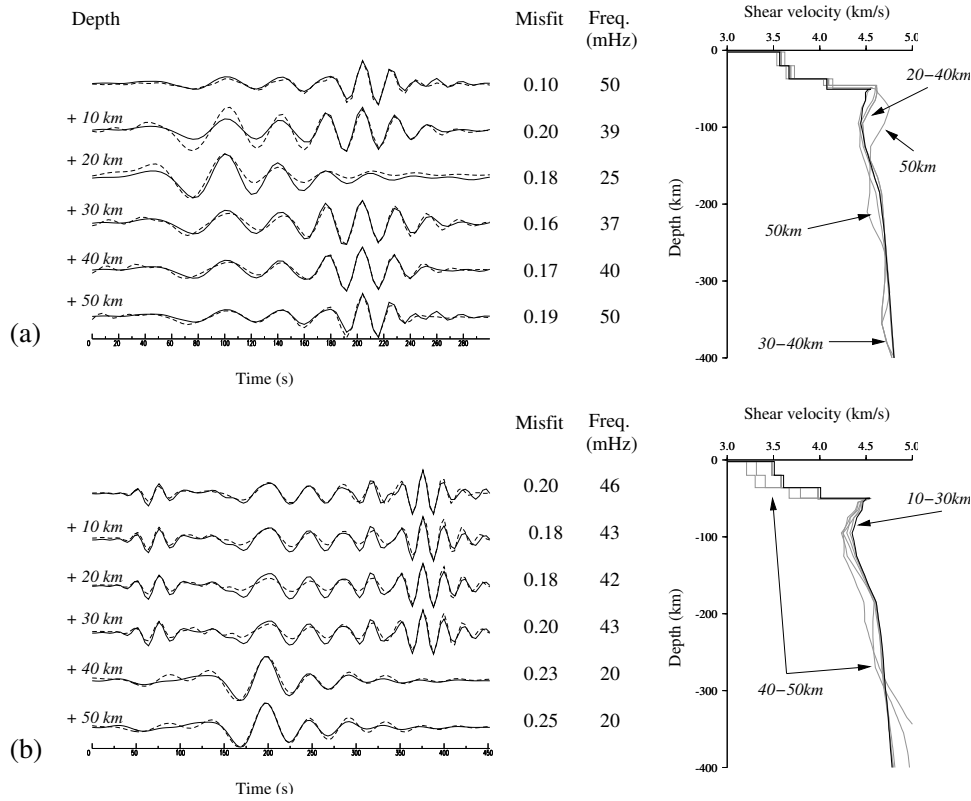 Depth Misfit Freq. (mHz)
0.10 50
+ 10 km 0.20 39
+ 20 km 0.18 25
+ 30 km 0.16 37
+ 40 km 0.17 40
+ 50 km 0.19 50
(a)
0 20 40 60 80 100 120 140 160 180 200 220 240 260 280
Time (s)
Shear velocity (km/s)
3.0 3.5 4.0 4.5 5.0
0
-100
-200
-300
-400
Depth (km)
20-40km
50km
50km
30-40km
Misfit Freq. (mHz)
0.20 46
+ 10 km 0.18 43
+ 20 km 0.18 42
+ 30 km 0.20 43
+ 40 km 0.23 20
+ 50 km 0.25 20
(b)
0 50 100 150 200 250 300 350 400 450
Time (s)
Shear velocity (km/s)
3.0 3.5 4.0 4.5 5.0
0
-100
-200
-300
-400
Depth (km)
10-30km
40-50km